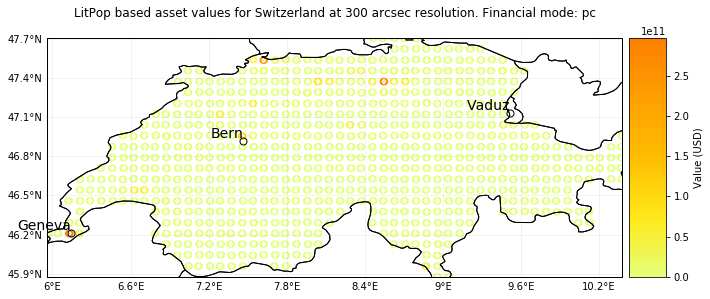 LitPop based asset values for Switzerland at 300 arcsec resolution. Financial mode: pc
1e11
47.7°N
47.4°N
47.1°N
46.8°N
46.5°N
46.2°N
45.9°N
Vaduz
Bern
Geneva
6°E
6.6°E
7.2°E
7.8°E
8.4°E
9°E
9.6°E
10.2°E
2.5
2.0
1.5
1.0
0.5
0.0
Value (USD)